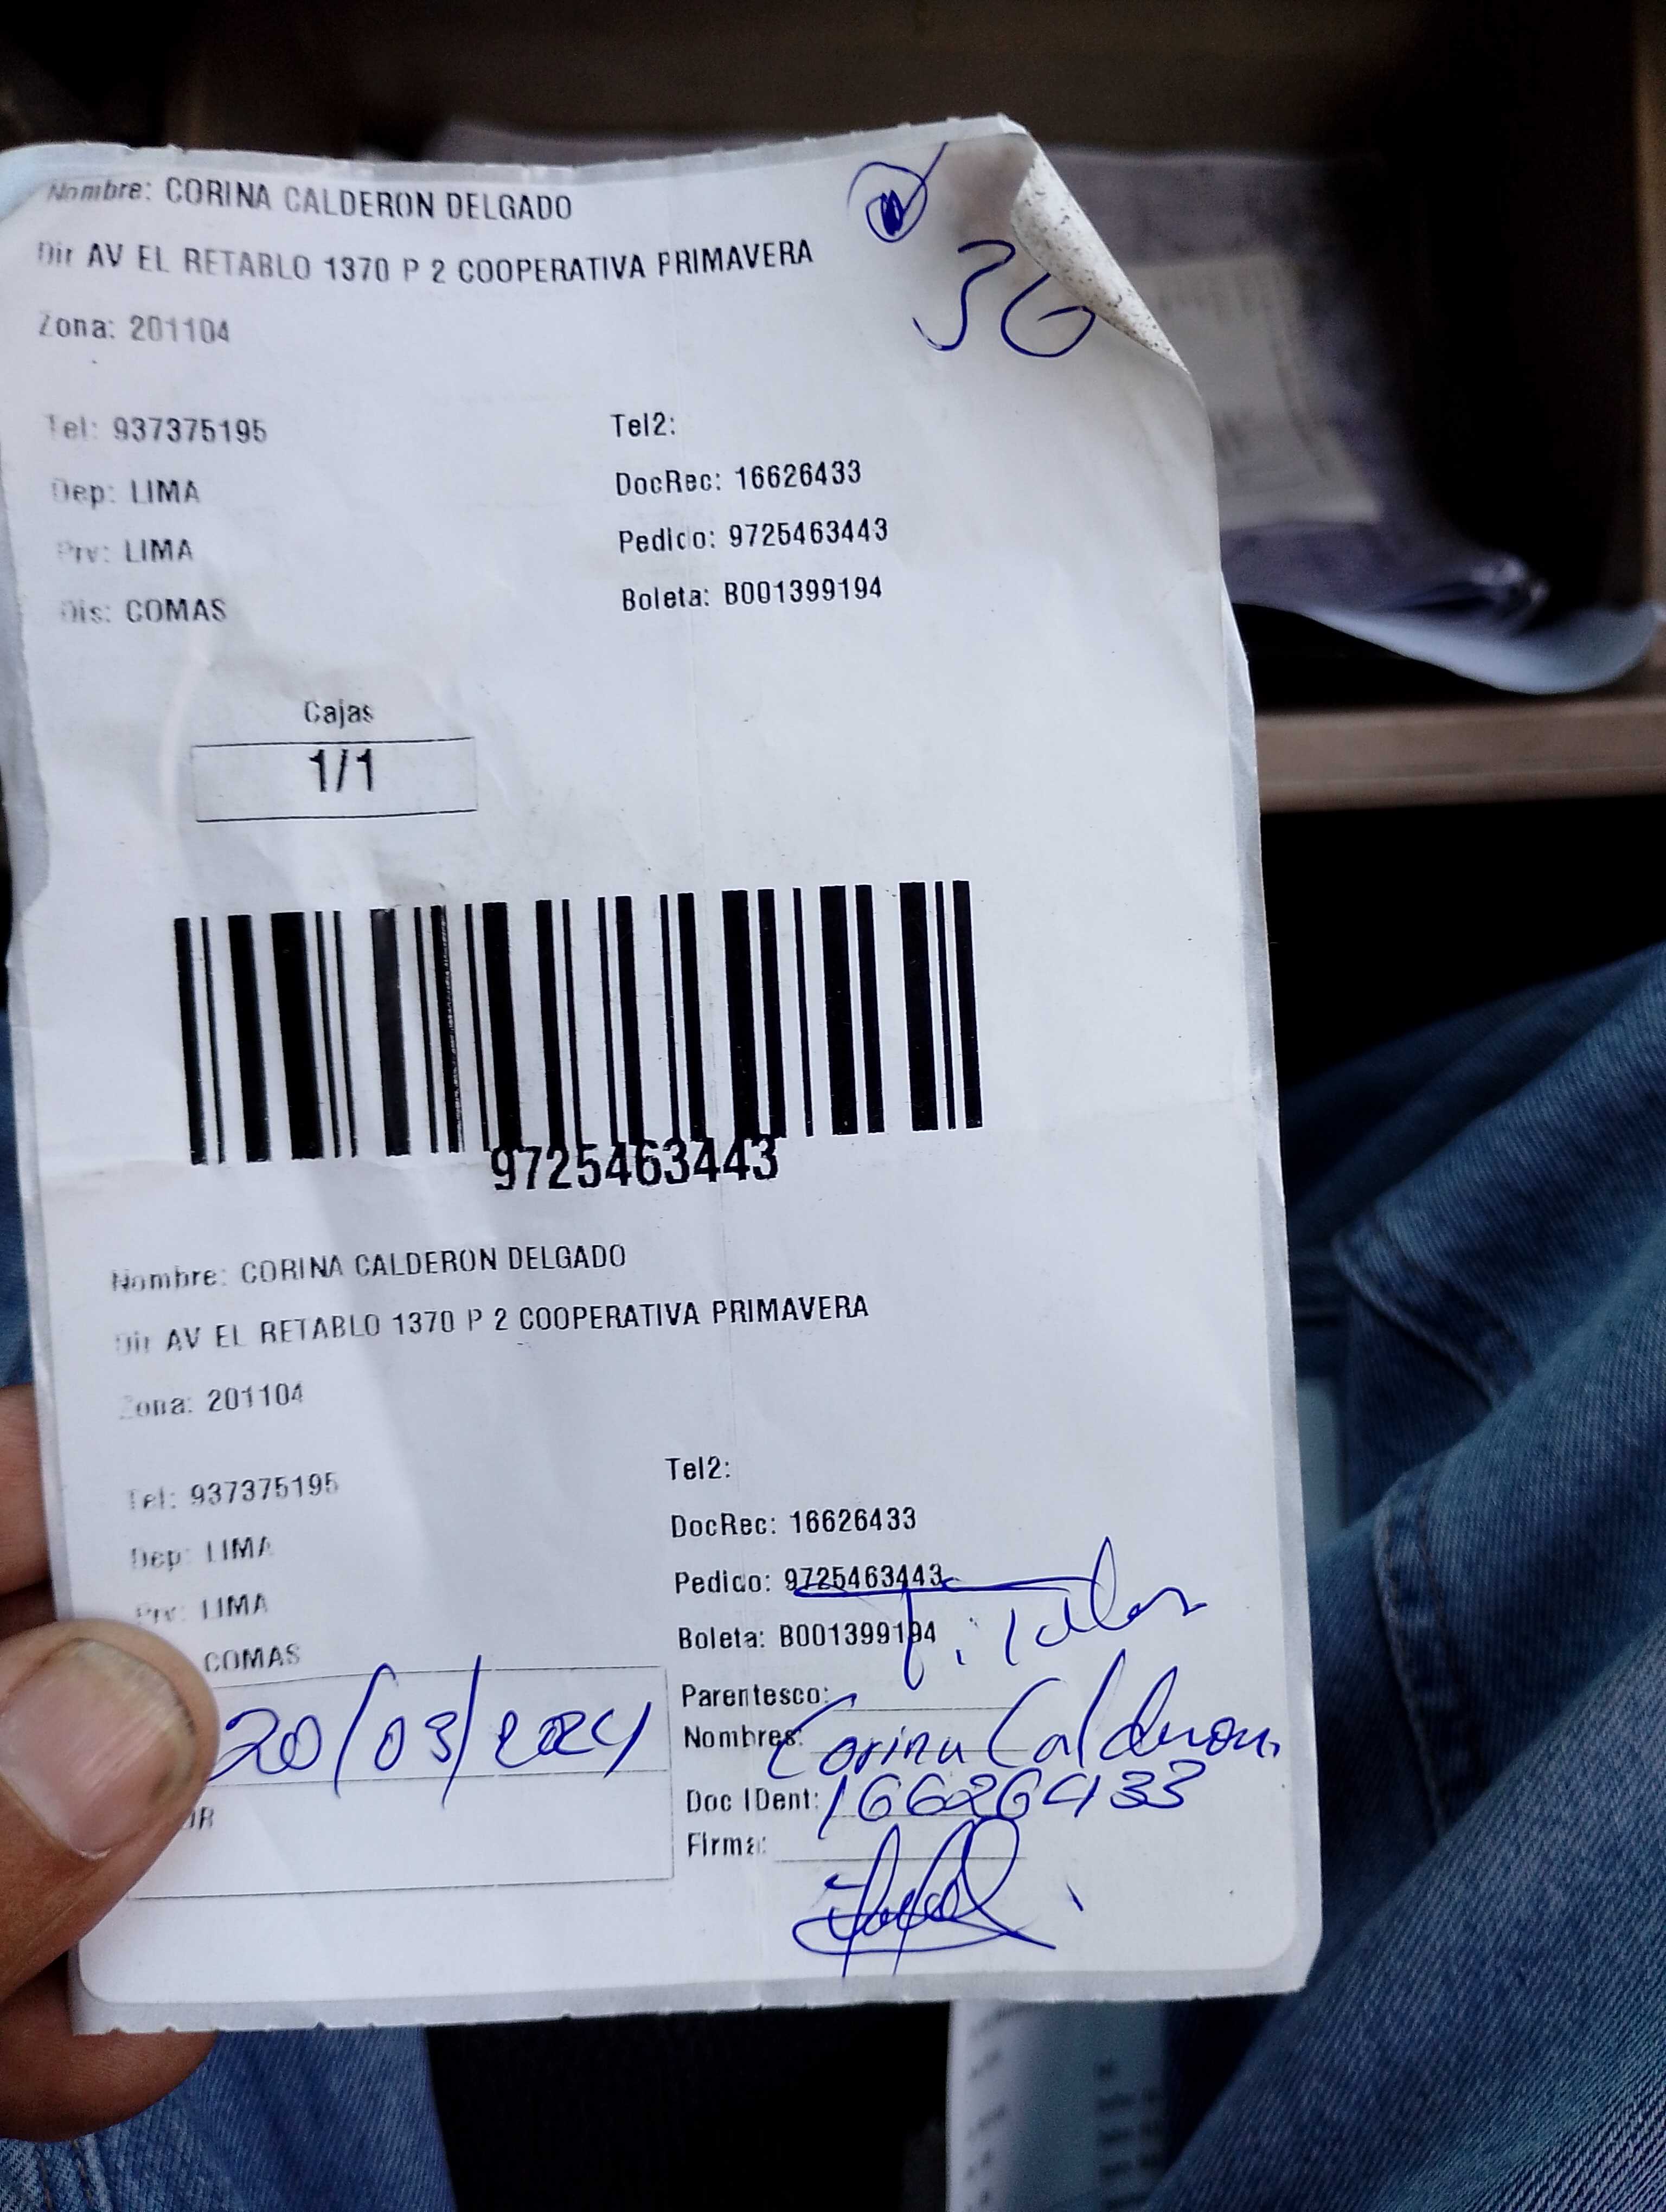 Nombre: CORINA CALDERON DELGADO
Dir AV EL RETABLO 1370 P 2 COOPERATIVA PRIMAVERA
36
Zona: 201104
Tel: 937375195
Tel2:
Dep: LIMA
DocRec: 16626433
Prv: LIMA
Pedido: 9725463443
Dis: COMAS
Boleta: B001399194
Cajas
1/1
9725463443
Nombre: CORINA CALDERON DELGADO
Dir AV EL RETABLO 1370 P 2 COOPERATIVA PRIMAVERA
Zona: 201104
Tel: 937375195
Tel2:
Dep: LIMA
DocRec: 16626433
Prv: LIMA
Pedido: 9725463443
COMAS
Boleta: B001399194
20/03/2024
Parentesco:
Nombres: Corina Calderon
Doc IDent: 16626433
Firma: